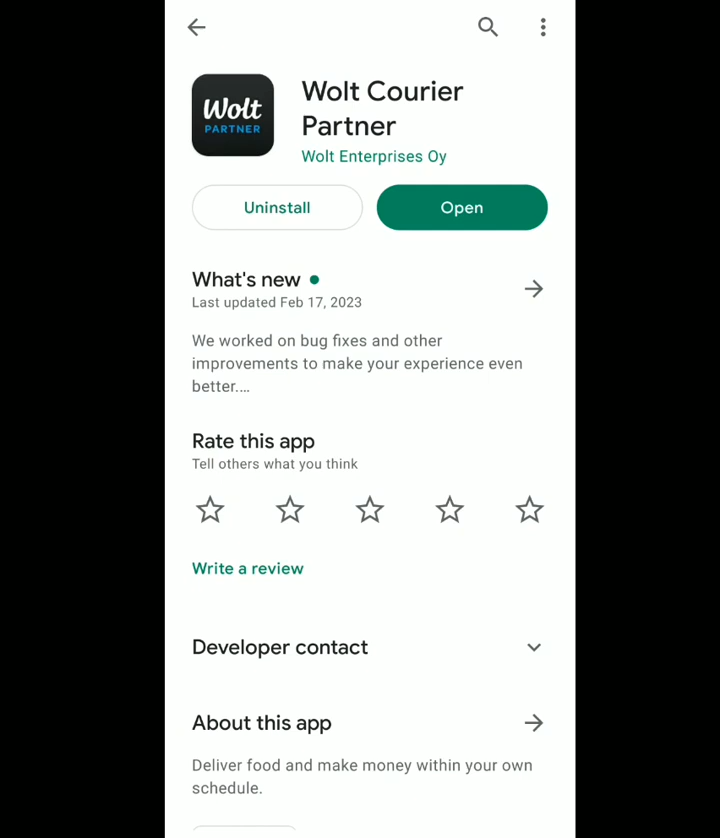 Wolt
PARTNER
Wolt Courier
Partner
Wolt Enterprises Oy
Uninstall
Open
What's new
Last updated Feb 17, 2023
We worked on bug fixes and other
improvements to make your experience even
better.…
Rate this app
Tell others what you think
Write a review
Developer contact
About this app
Deliver food and make money within your own
schedule.